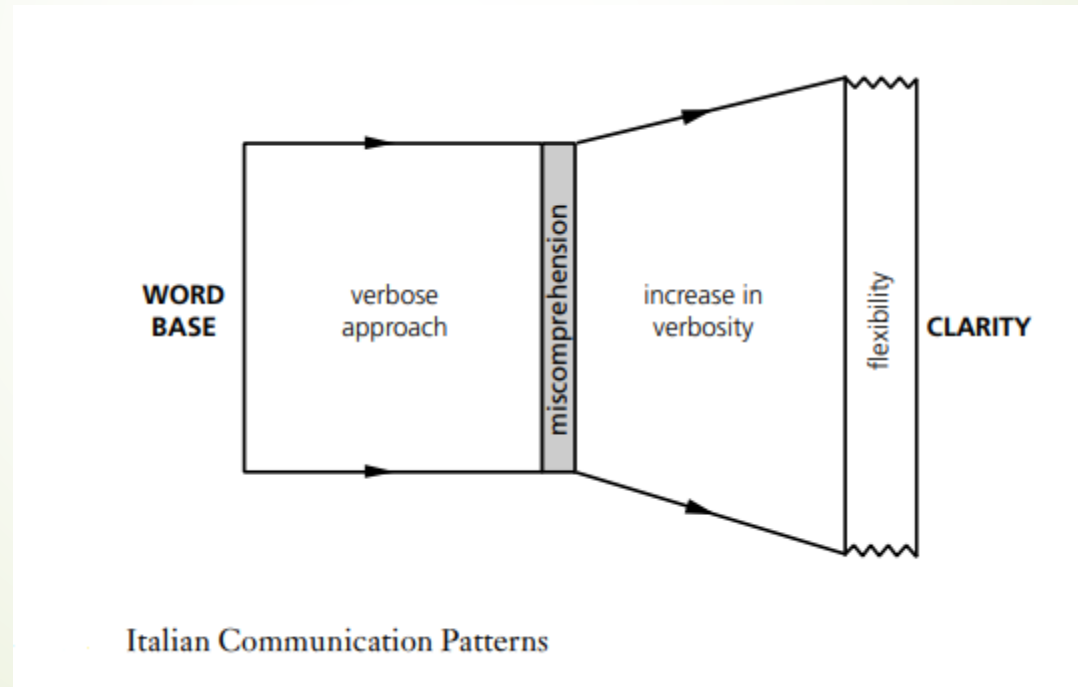 WORD
BASE
verbose
approach
miscomprehension
increase in
verbosity
flexibility
CLARITY
Italian Communication Patterns